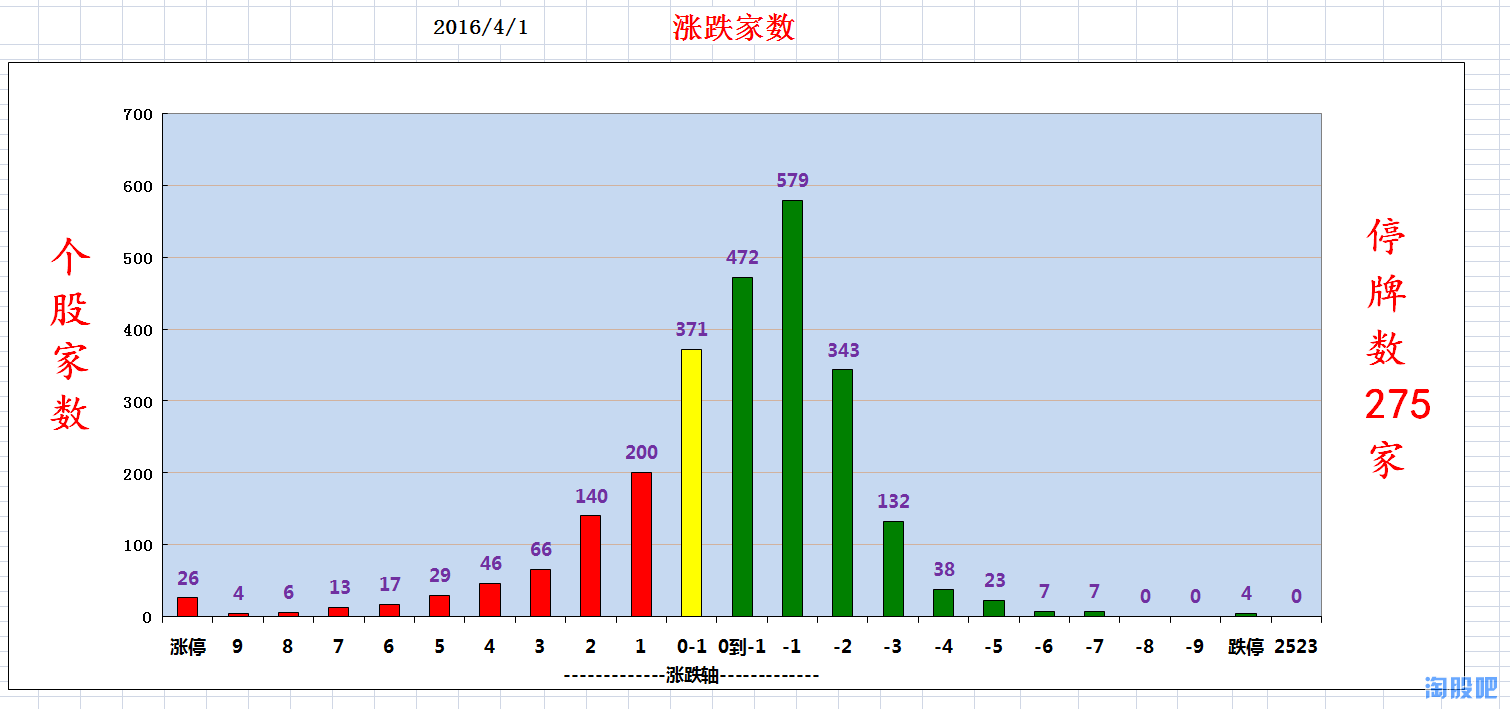 2016/4/1 涨跌家数
个股家数
700
600
500
400
300
200
100
0
26 4 6 13 17 29 46 66 140 200 371 472 579 343 132 38 23 7 7 0 0 4 0
涨停 9 8 7 6 5 4 3 2 1 0-1 0到-1 -1 -2 -3 -4 -5 -6 -7 -8 -9 跌停 2523
-------------涨跌轴-------------
停牌数275家
淘股吧